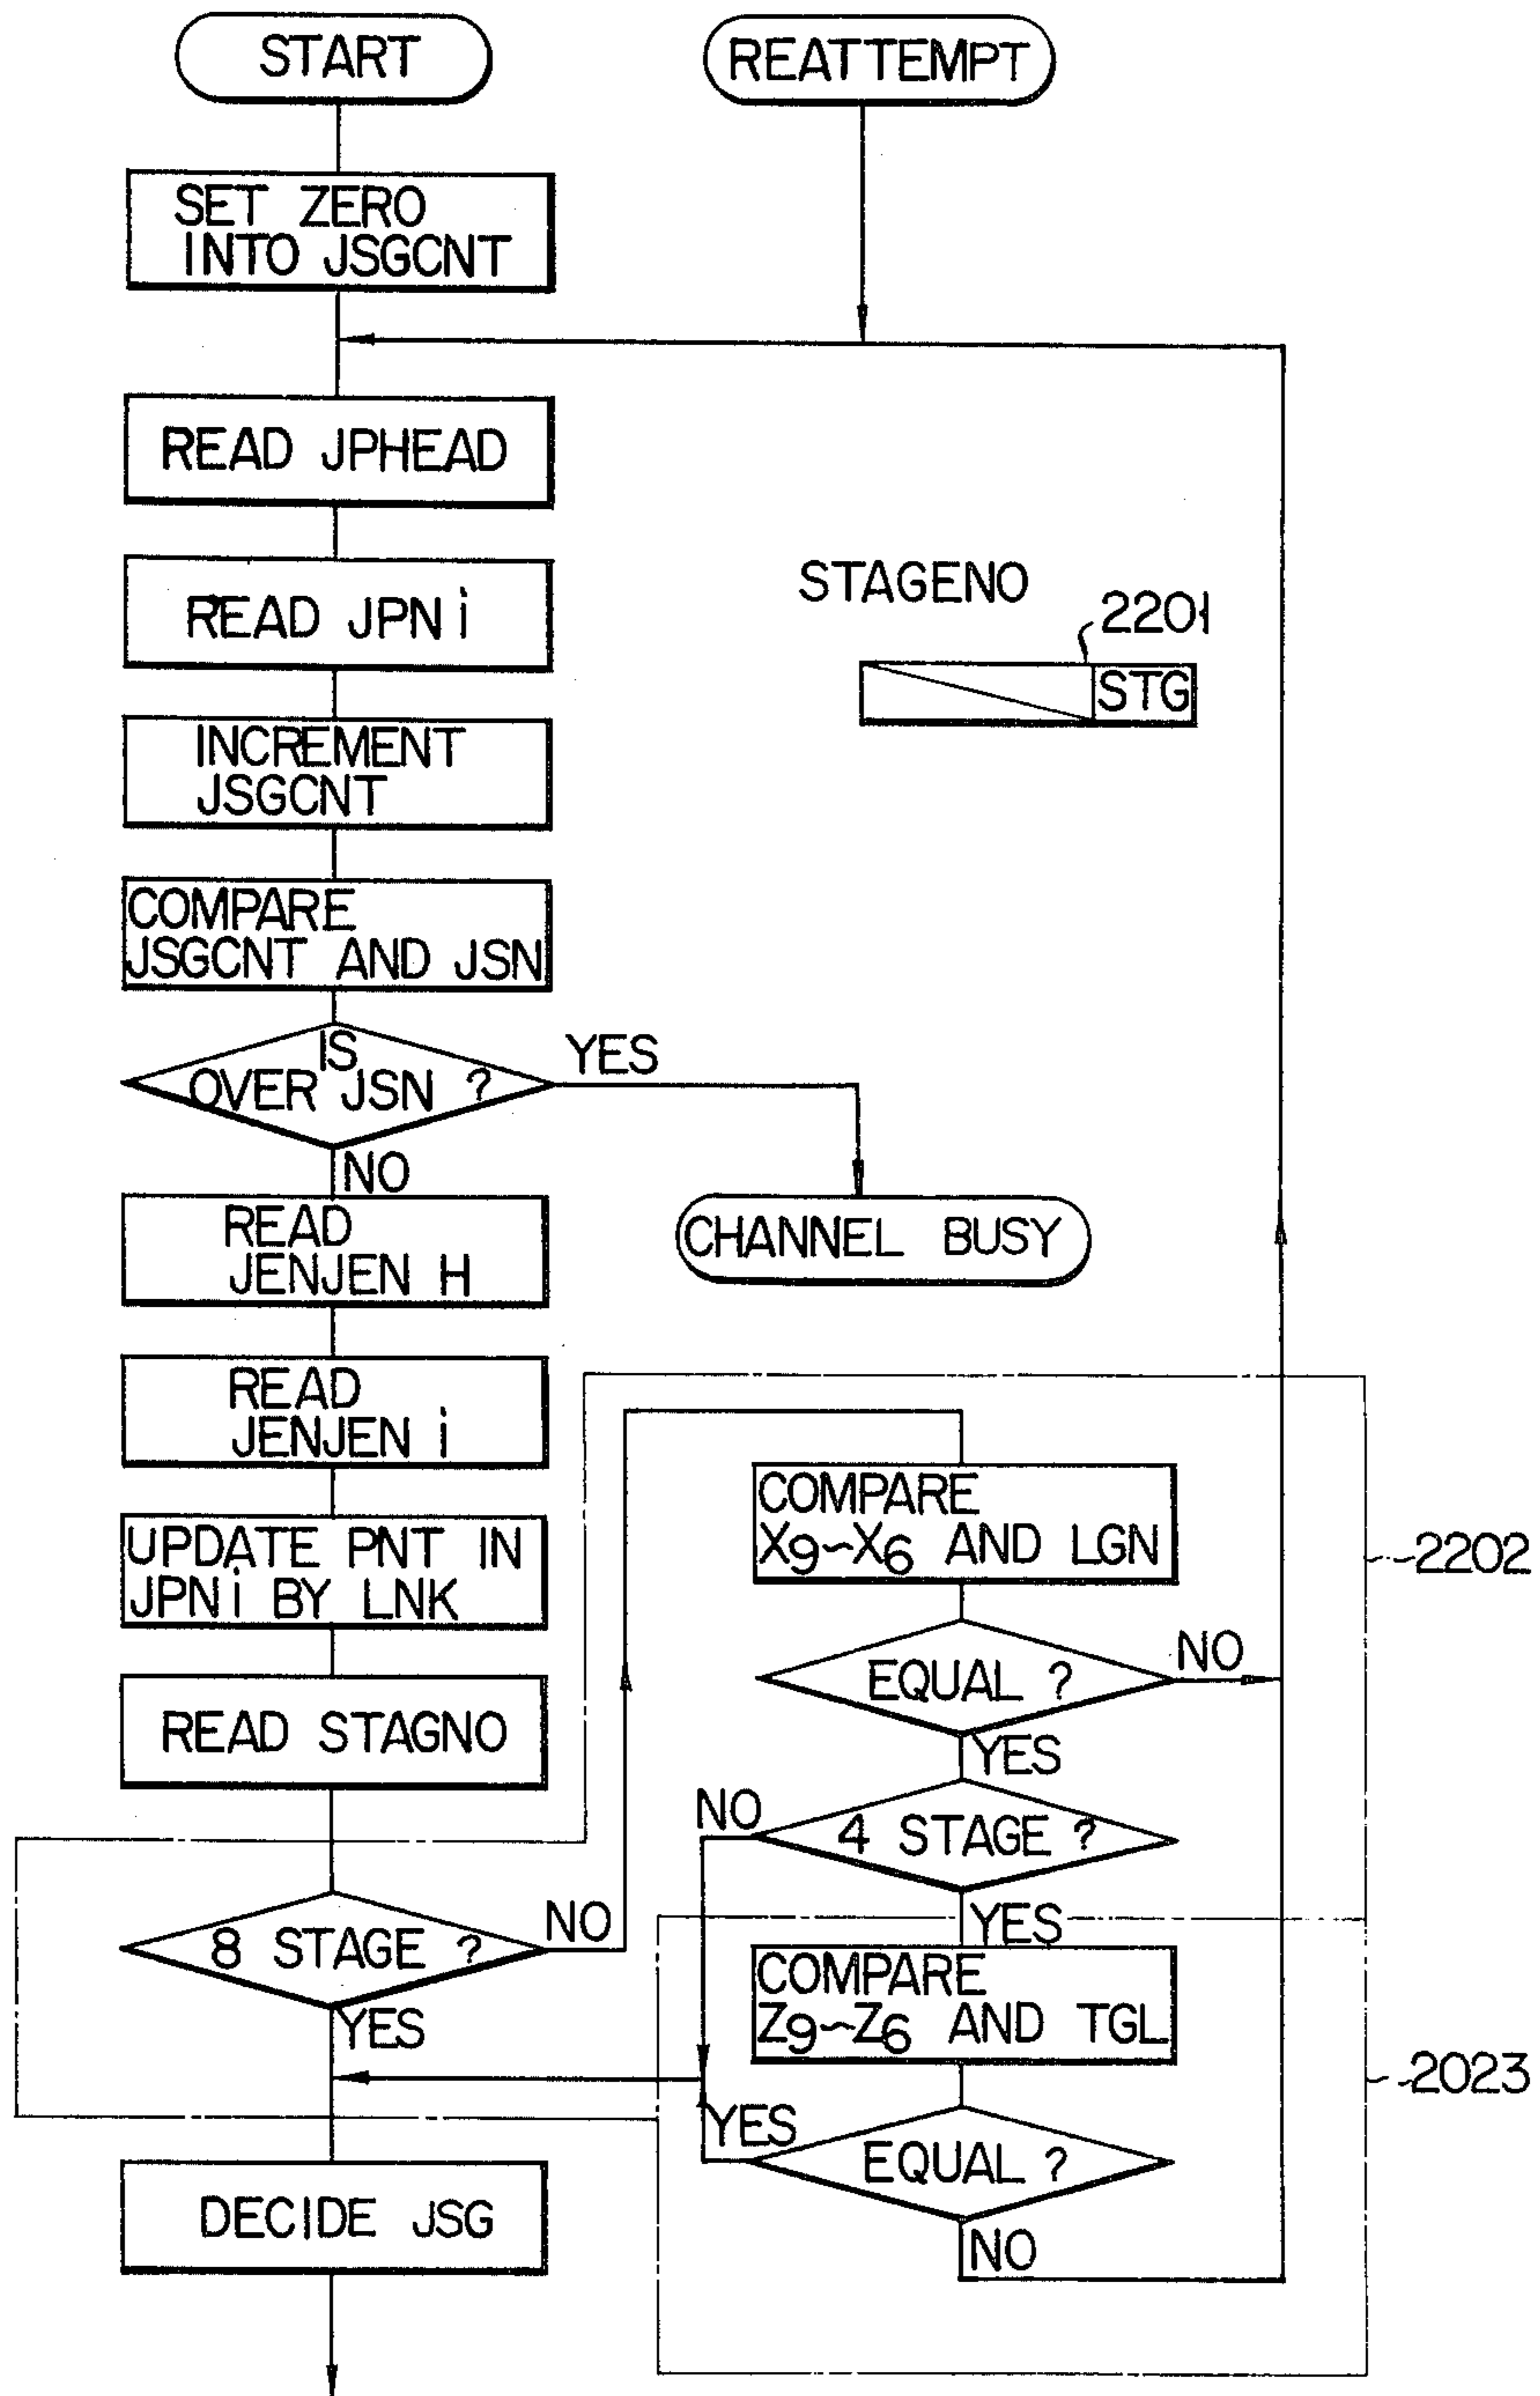 START
REATTEMPT
SET ZERO
INTO JSGCNT
READ JPHEAD
READ JPN i
STAGENO
2201
STG
INCREMENT
JSGCNT
COMPARE
JSGCNT AND JSN
IS
OVER JSN ?
YES
NO
CHANNEL BUSY
READ
JENJEN H
READ
JENJEN i
UPDATE PNT IN
JPN i BY LNK
READ STAGNO
8 STAGE ?
NO
YES
COMPARE
X9~X6 AND LGN
2202
EQUAL ?
NO
YES
4 STAGE ?
NO
YES
COMPARE
Z9~Z6 AND TGL
2023
EQUAL ?
YES
NO
DECIDE JSG